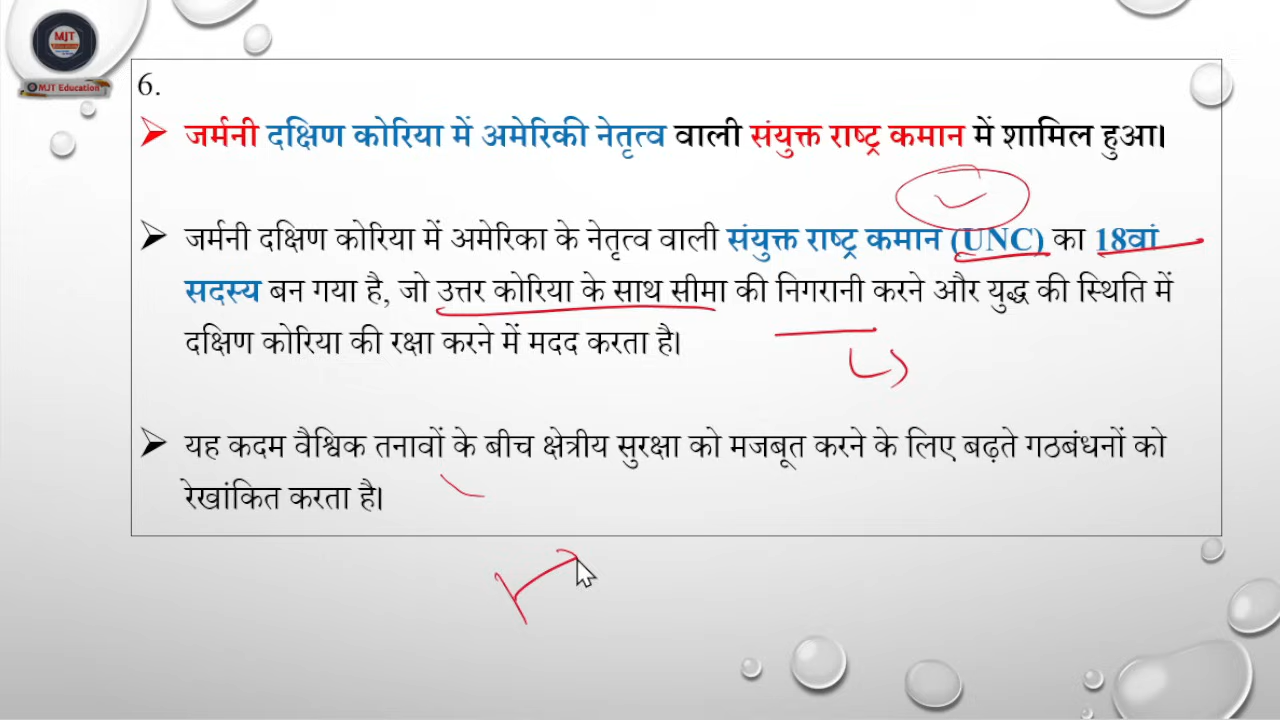 MJT
MJT Education
6.
जर्मनी दक्षिण कोरिया में अमेरिकी नेतृत्व वाली संयुक्त राष्ट्र कमान में शामिल हुआ।
जर्मनी दक्षिण कोरिया में अमेरिका के नेतृत्व वाली संयुक्त राष्ट्र कमान (UNC) का 18वां
सदस्य बन गया है, जो उत्तर कोरिया के साथ सीमा की निगरानी करने और युद्ध की स्थिति में
दक्षिण कोरिया की रक्षा करने में मदद करता है।
यह कदम वैश्विक तनावों के बीच क्षेत्रीय सुरक्षा को मजबूत करने के लिए बढ़ते गठबंधनों को
रेखांकित करता है।